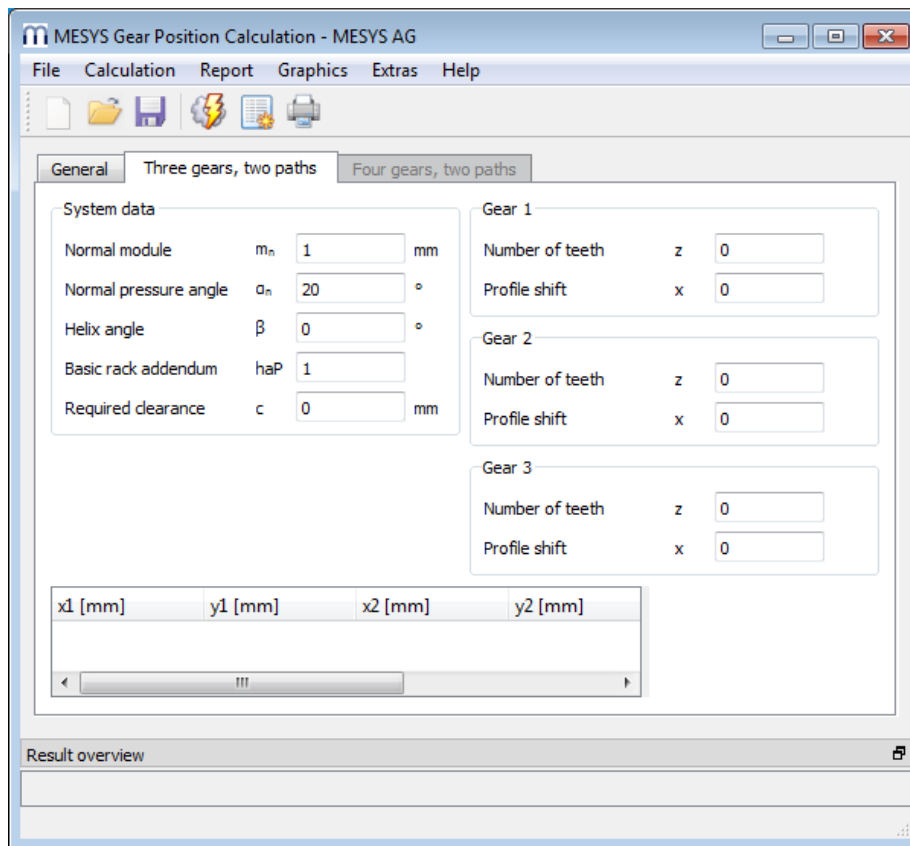 MESYS Gear Position Calculation - MESYS AG
File Calculation Report Graphics Extras Help
General Three gears, two paths Four gears, two paths
System data
Normal module mₙ 1 mm
Normal pressure angle αₙ 20 °
Helix angle β 0 °
Basic rack addendum haP 1
Required clearance c 0 mm
Gear 1
Number of teeth z 0
Profile shift x 0
Gear 2
Number of teeth z 0
Profile shift x 0
Gear 3
Number of teeth z 0
Profile shift x 0
x1 [mm] y1 [mm] x2 [mm] y2 [mm]
Result overview